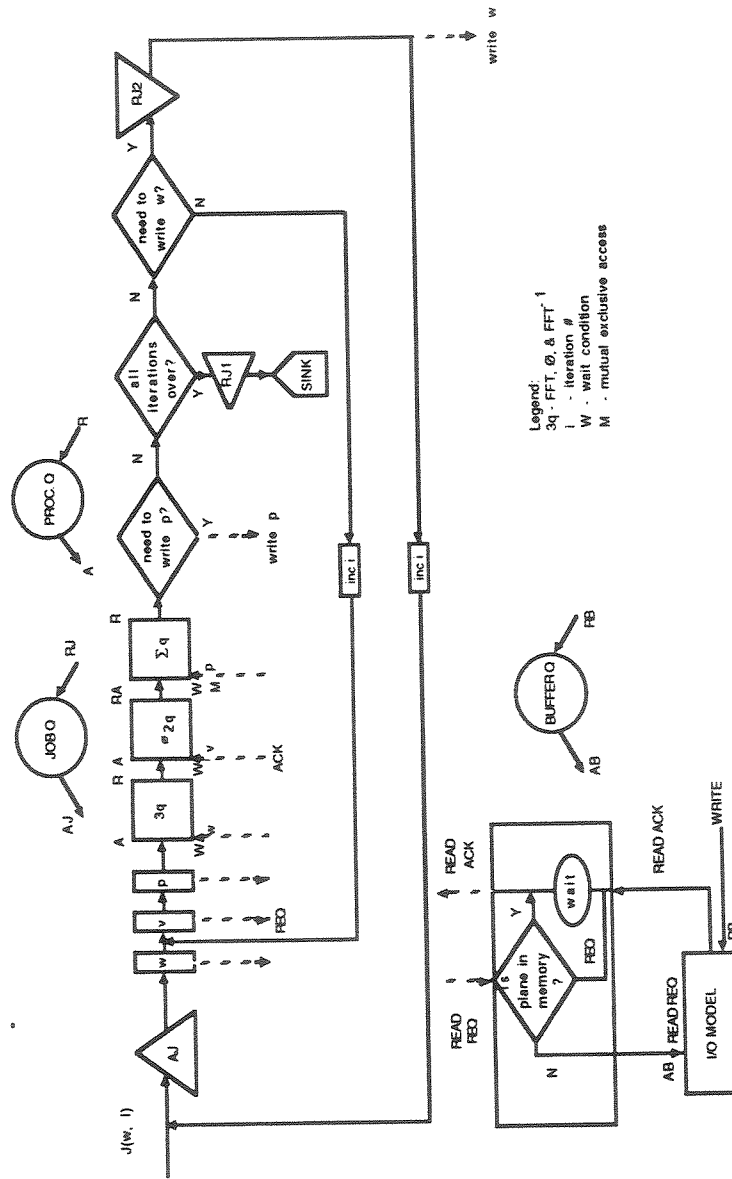 J(w, I)
AJ
w
v
p
REQ
A
3q
R
W w
A
ø 2q
RA
W v
ACK
Σq
R
W p
M
AJ
JOB Q
RJ
A
PROC. Q
R
need to
write p?
Y
write p
N
all
iterations
over?
Y
RJ1
SINK
N
need to
write w?
N
Y
RJ2
write w
inc i
inc i
READ
REQ
READ
ACK
Is
plane in
memory
?
Y
wait
REQ
N
AB
READ REQ
READ ACK
I/O MODEL
WRITE
AB
BUFFER Q
RB
Legend:
3q - FFT, Ø, & FFT-1
i - iteration #
W - wait condition
M - mutual exclusive access